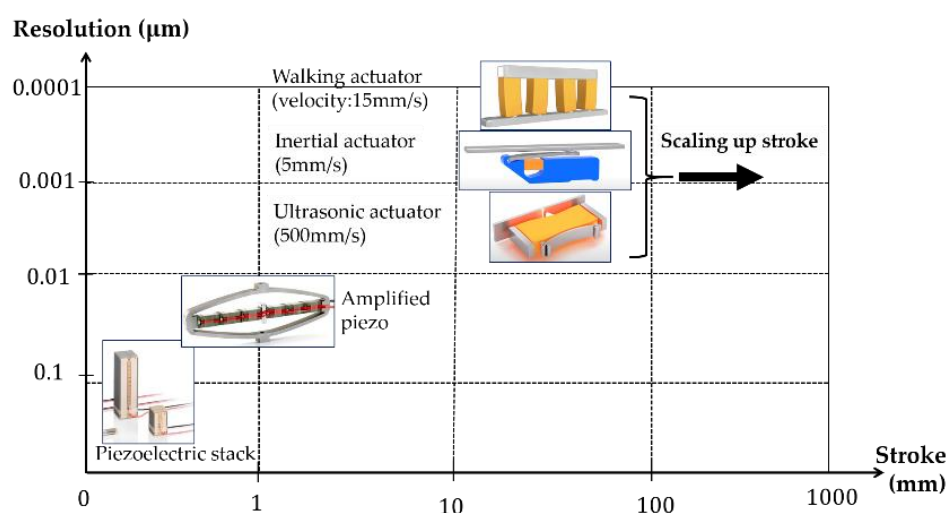 Resolution (μm)
0.0001
Walking actuator
(velocity:15mm/s)
Inertial actuator
(5mm/s)
Scaling up stroke
0.001
Ultrasonic actuator
(500mm/s)
0.01
Amplified
piezo
0.1
Piezoelectric stack
Stroke
(mm)
0
1
10
100
1000